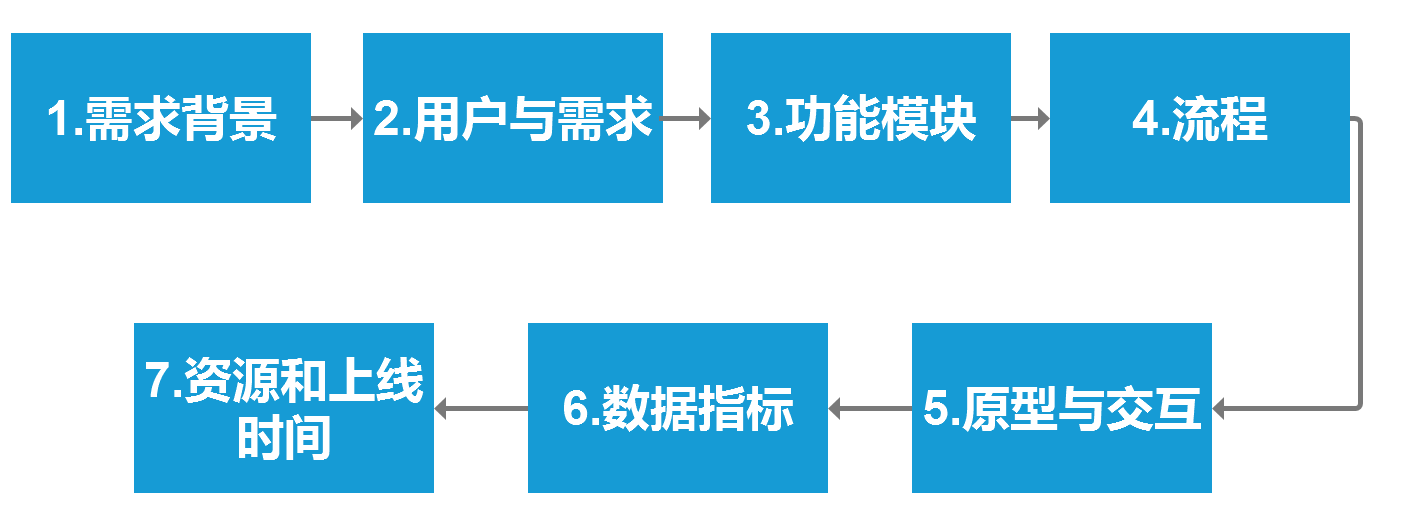 1.需求背景
2.用户与需求
3.功能模块
4.流程
5.原型与交互
6.数据指标
7.资源和上线
时间